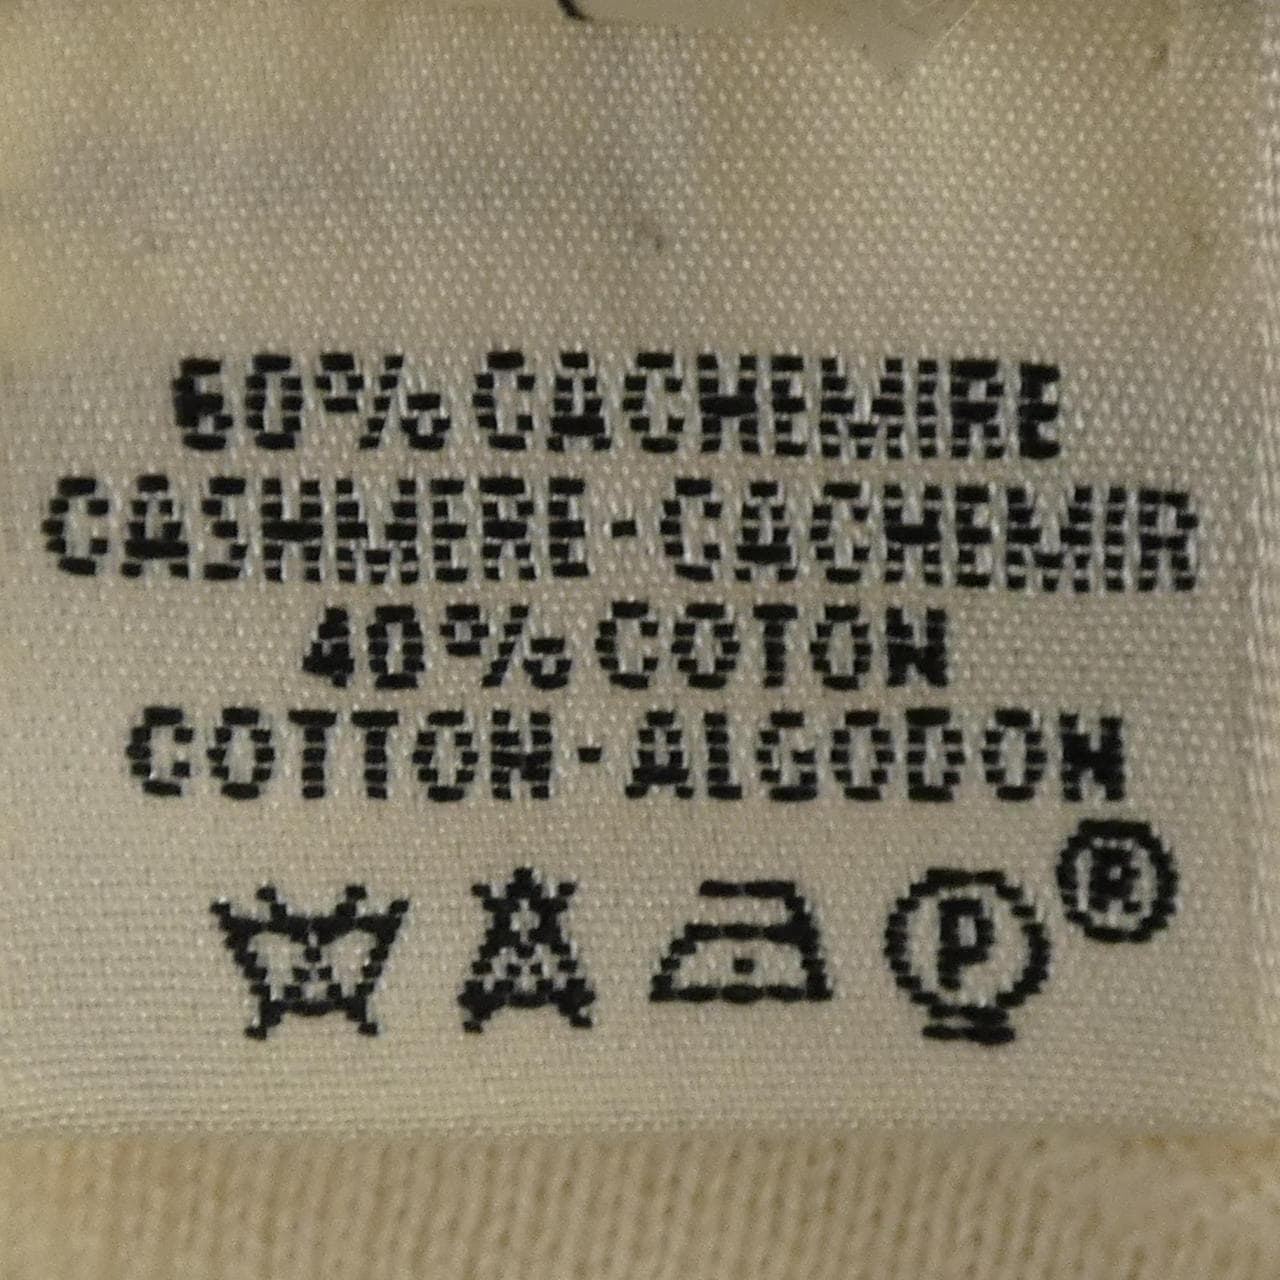 60% CACHEMIRE
CASHMERE - CACHEMIR
40% COTON
COTTON - ALGODON
P ®